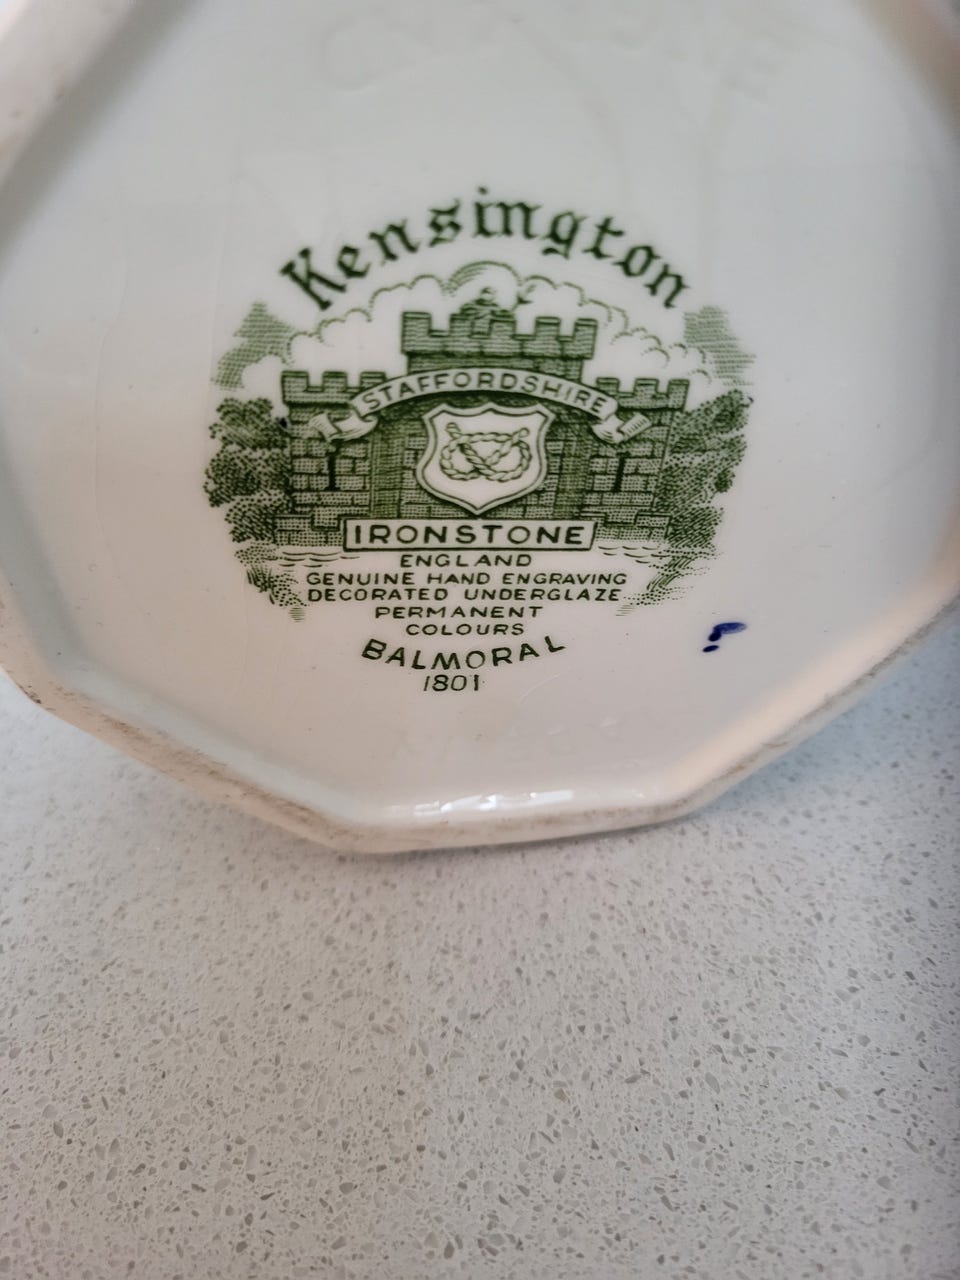 Kensington
STAFFORDSHIRE
IRONSTONE
ENGLAND
GENUINE HAND ENGRAVING
DECORATED UNDERGLAZE
PERMANENT
COLOURS
BALMORAL
1801